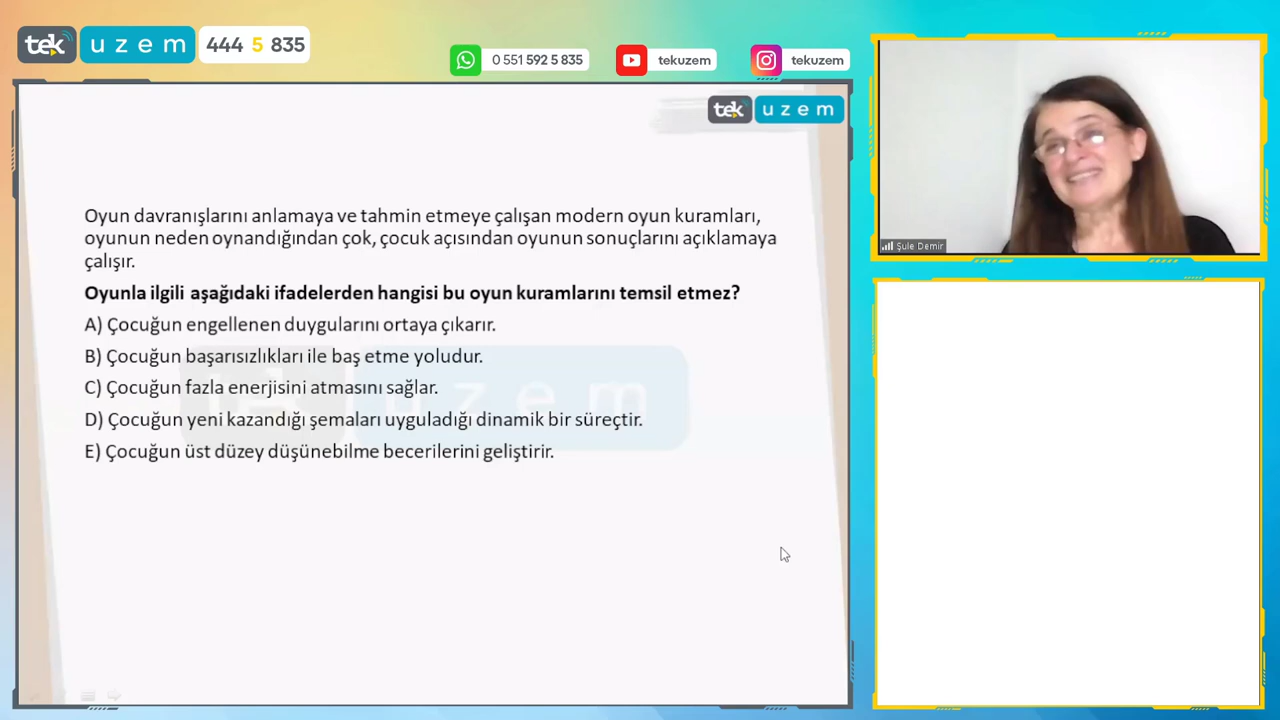 tek uzem 444 5 835
0 551 592 5 835
tekuzem
tekuzem
tek uzem
Oyun davranışlarını anlamaya ve tahmin etmeye çalışan modern oyun kuramları,
oyunun neden oynandığından çok, çocuk açısından oyunun sonuçlarını açıklamaya
çalışır.
Oyunla ilgili aşağıdaki ifadelerden hangisi bu oyun kuramlarını temsil etmez?
A) Çocuğun engellenen duygularını ortaya çıkarır.
B) Çocuğun başarısızlıkları ile baş etme yoludur.
C) Çocuğun fazla enerjisini atmasını sağlar.
D) Çocuğun yeni kazandığı şemaları uyguladığı dinamik bir süreçtir.
E) Çocuğun üst düzey düşünebilme becerilerini geliştirir.
tek uzem
Şule Demir